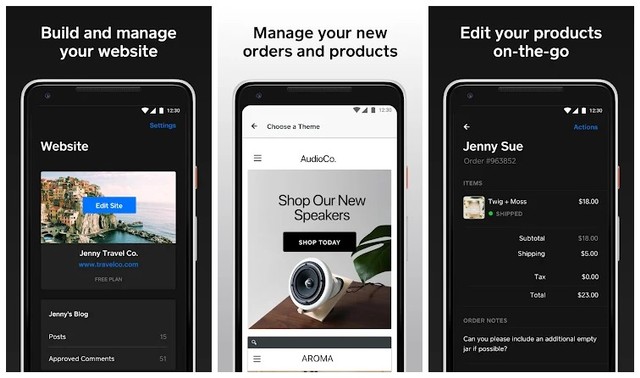 Build and manage
your website
12:30
Settings
Website
Edit Site
Jenny Travel Co.
www.travelco.com
FREE PLAN
Jenny's Blog
Posts 15
Approved Comments 51
Manage your new
orders and products
12:30
Choose a Theme
AudioCo.
Shop Our New
Speakers
SHOP TODAY
AROMA
Edit your products
on-the-go
12:30
Actions
Jenny Sue
Order #963852
ITEMS
Twig + Moss $18.00
SHIPPED
Subtotal $18.00
Shipping $5.00
Tax $0.00
Total $23.00
ORDER NOTES
Can you please include an additional empty
jar if possible?